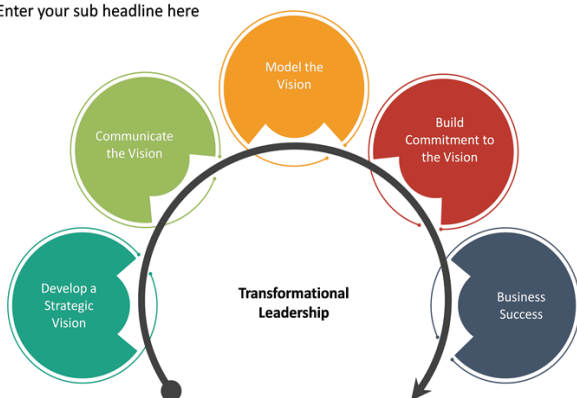 Enter your sub headline here
Model the
Vision
Communicate
the Vision
Build
Commitment to
the Vision
Develop a
Strategic
Vision
Transformational
Leadership
Business
Success